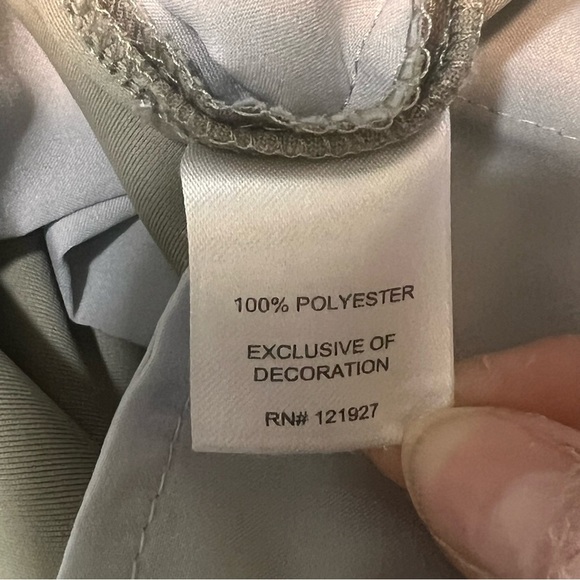 100% POLYESTER
EXCLUSIVE OF
DECORATION
RN# 121927